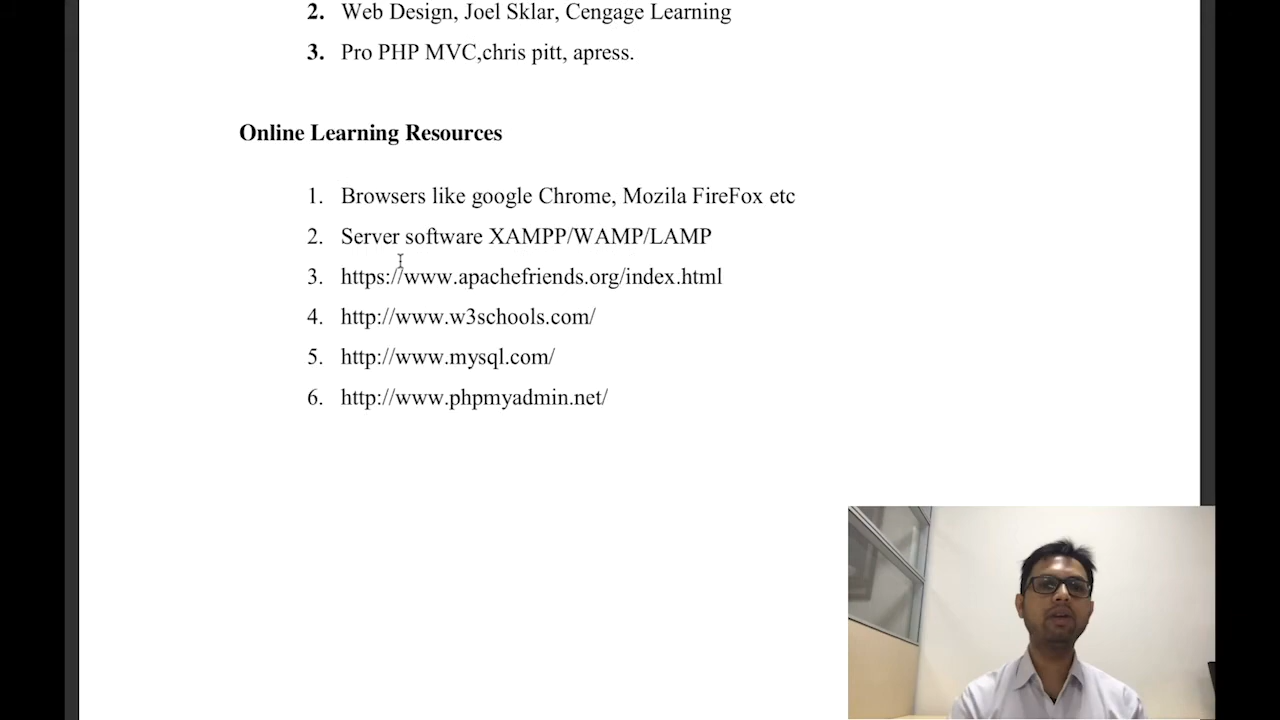 2. Web Design, Joel Sklar, Cengage Learning
3. Pro PHP MVC,chris pitt, apress.
Online Learning Resources
1. Browsers like google Chrome, Mozila FireFox etc
2. Server software XAMPP/WAMP/LAMP
3. https://www.apachefriends.org/index.html
4. http://www.w3schools.com/
5. http://www.mysql.com/
6. http://www.phpmyadmin.net/